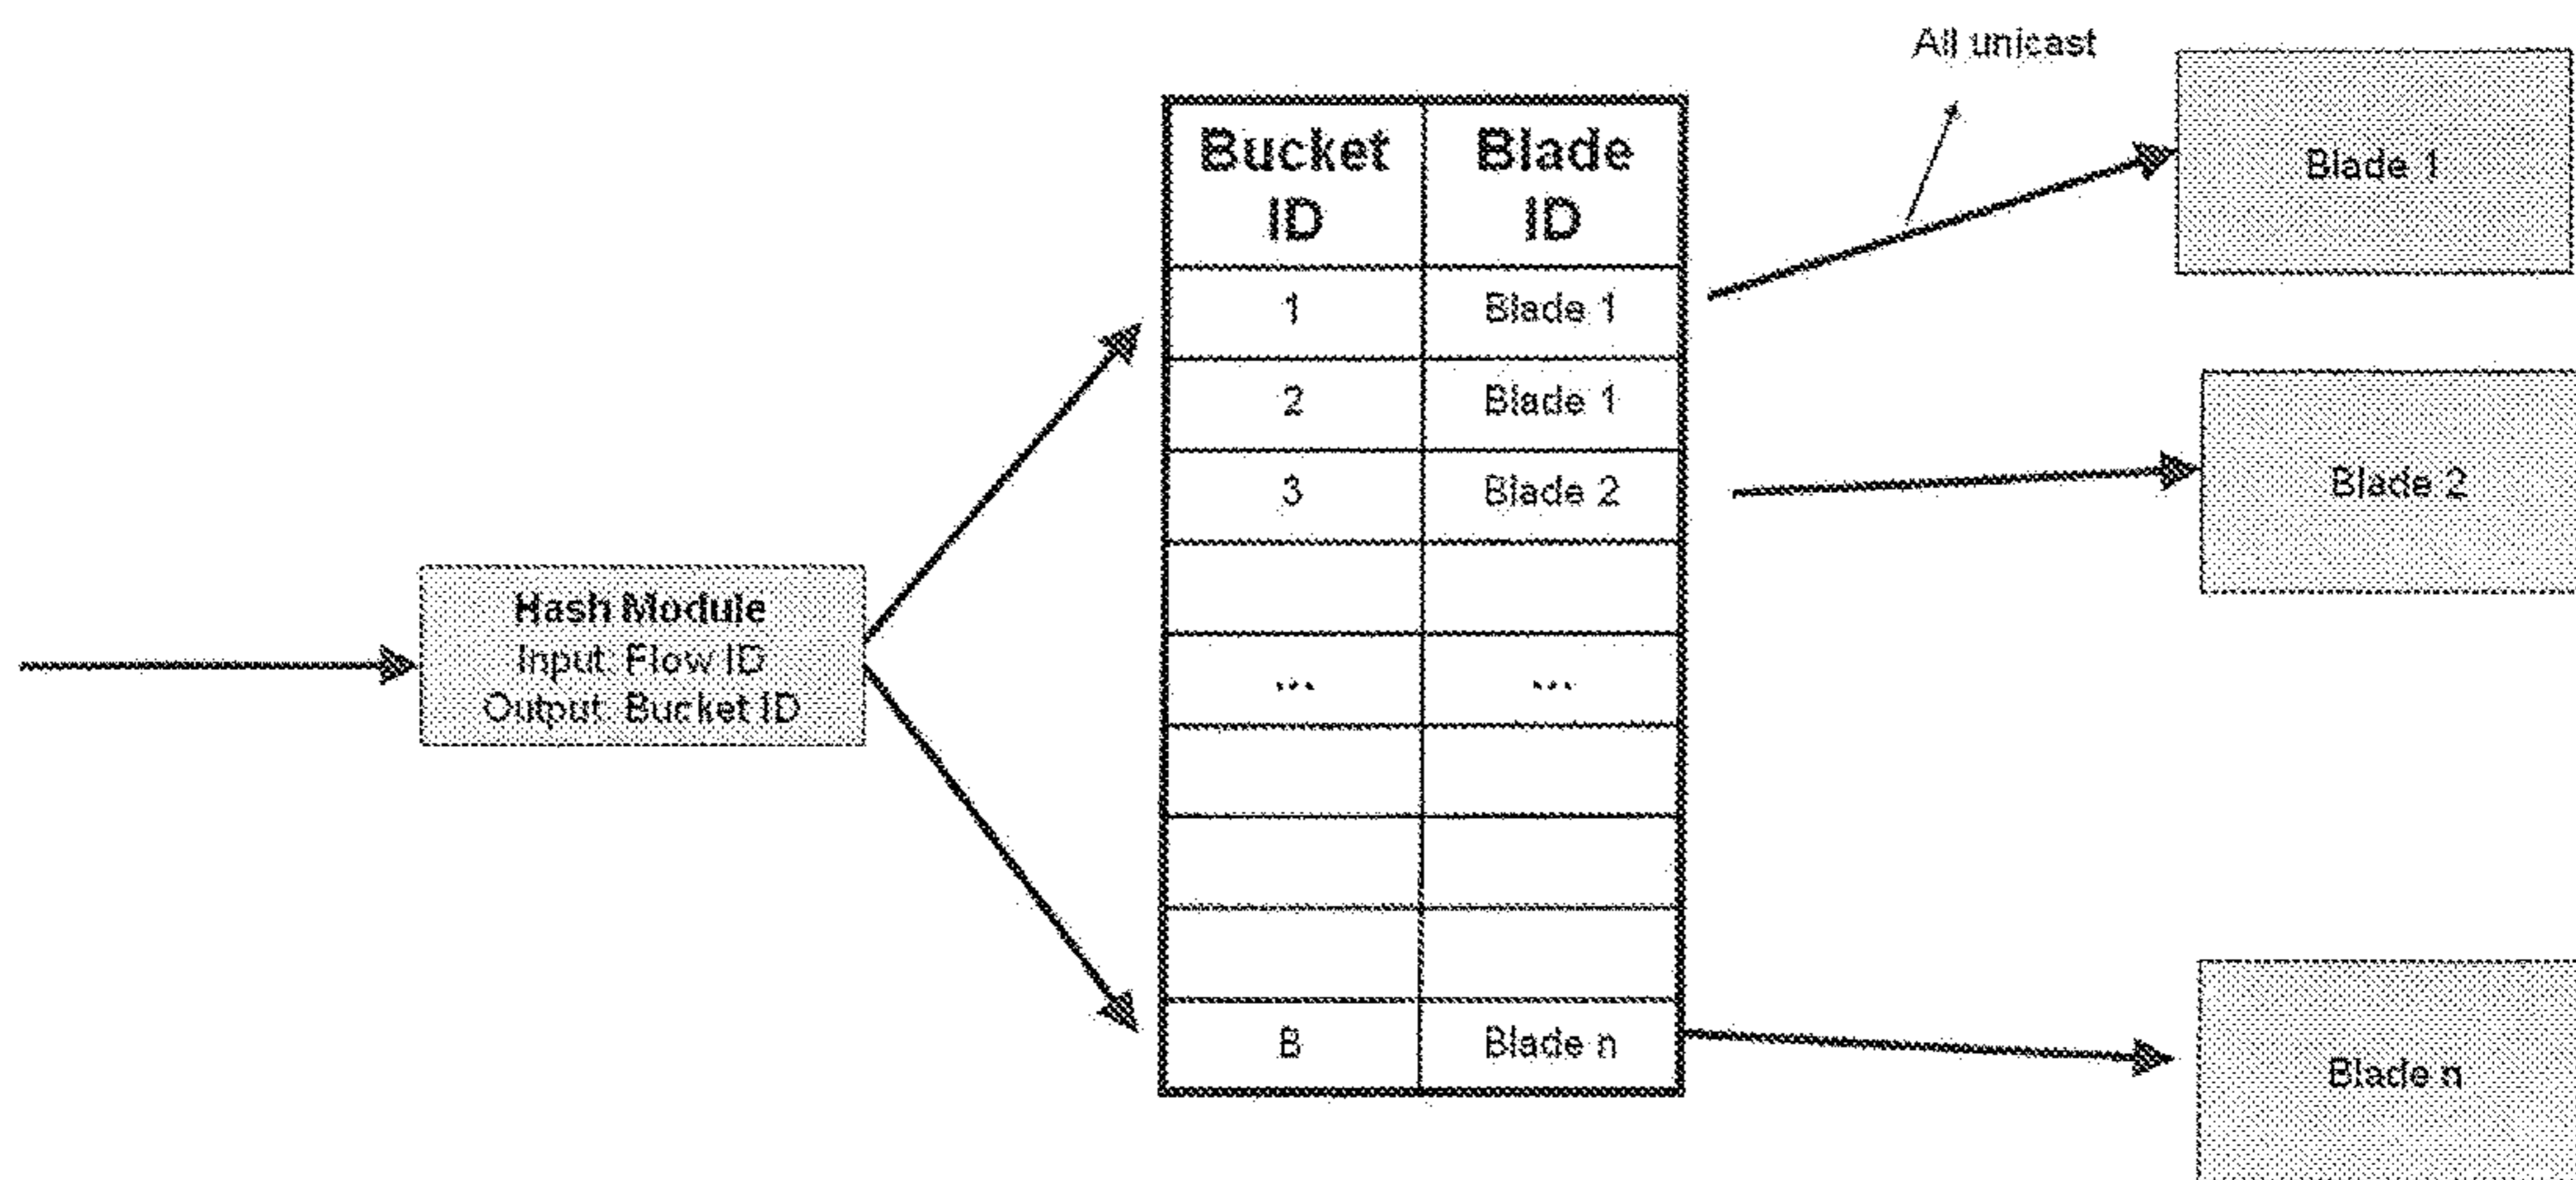 All unicast
Bucket ID
Blade ID
1
Blade 1
2
Blade 1
3
Blade 2
...
...
B
Blade n
Hash Module
Input: Flow ID
Output: Bucket ID
Blade 1
Blade 2
Blade n